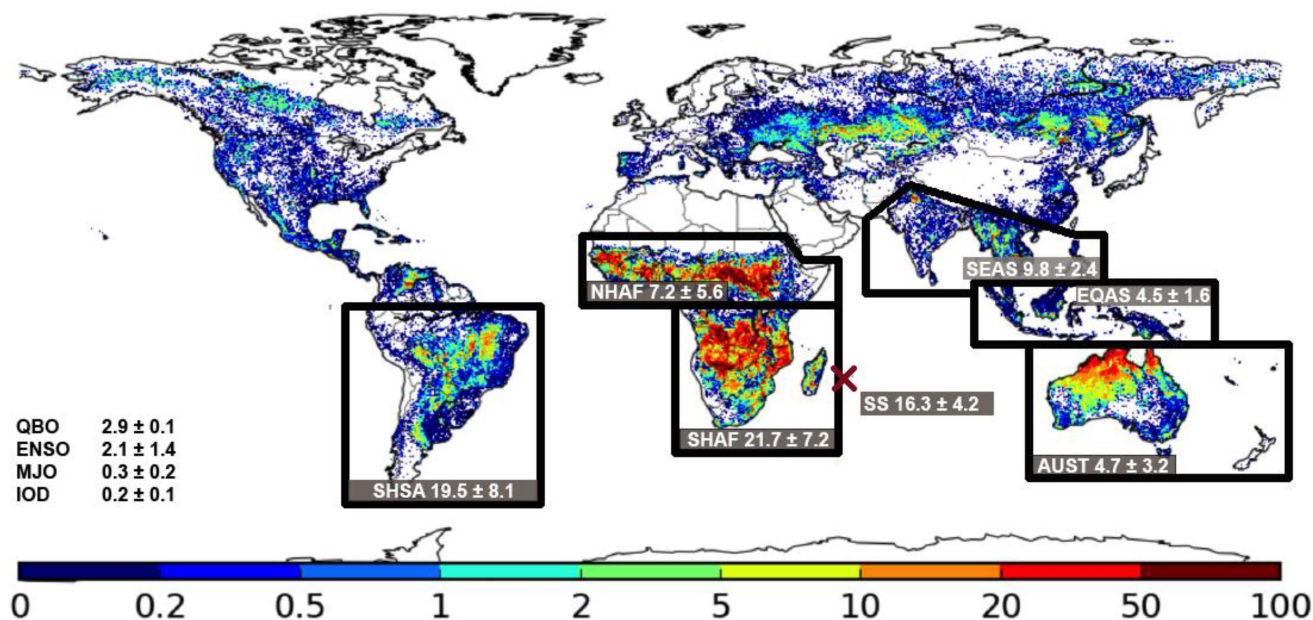 SEAS 9.8 ± 2.4
NHAF 7.2 ± 5.6
EQAS 4.5 ± 1.6
SS 16.3 ± 4.2
QBO 2.9 ± 0.1
ENSO 2.1 ± 1.4
MJO 0.3 ± 0.2
IOD 0.2 ± 0.1
SHAF 21.7 ± 7.2
AUST 4.7 ± 3.2
SHSA 19.5 ± 8.1
0 0.2 0.5 1 2 5 10 20 50 100